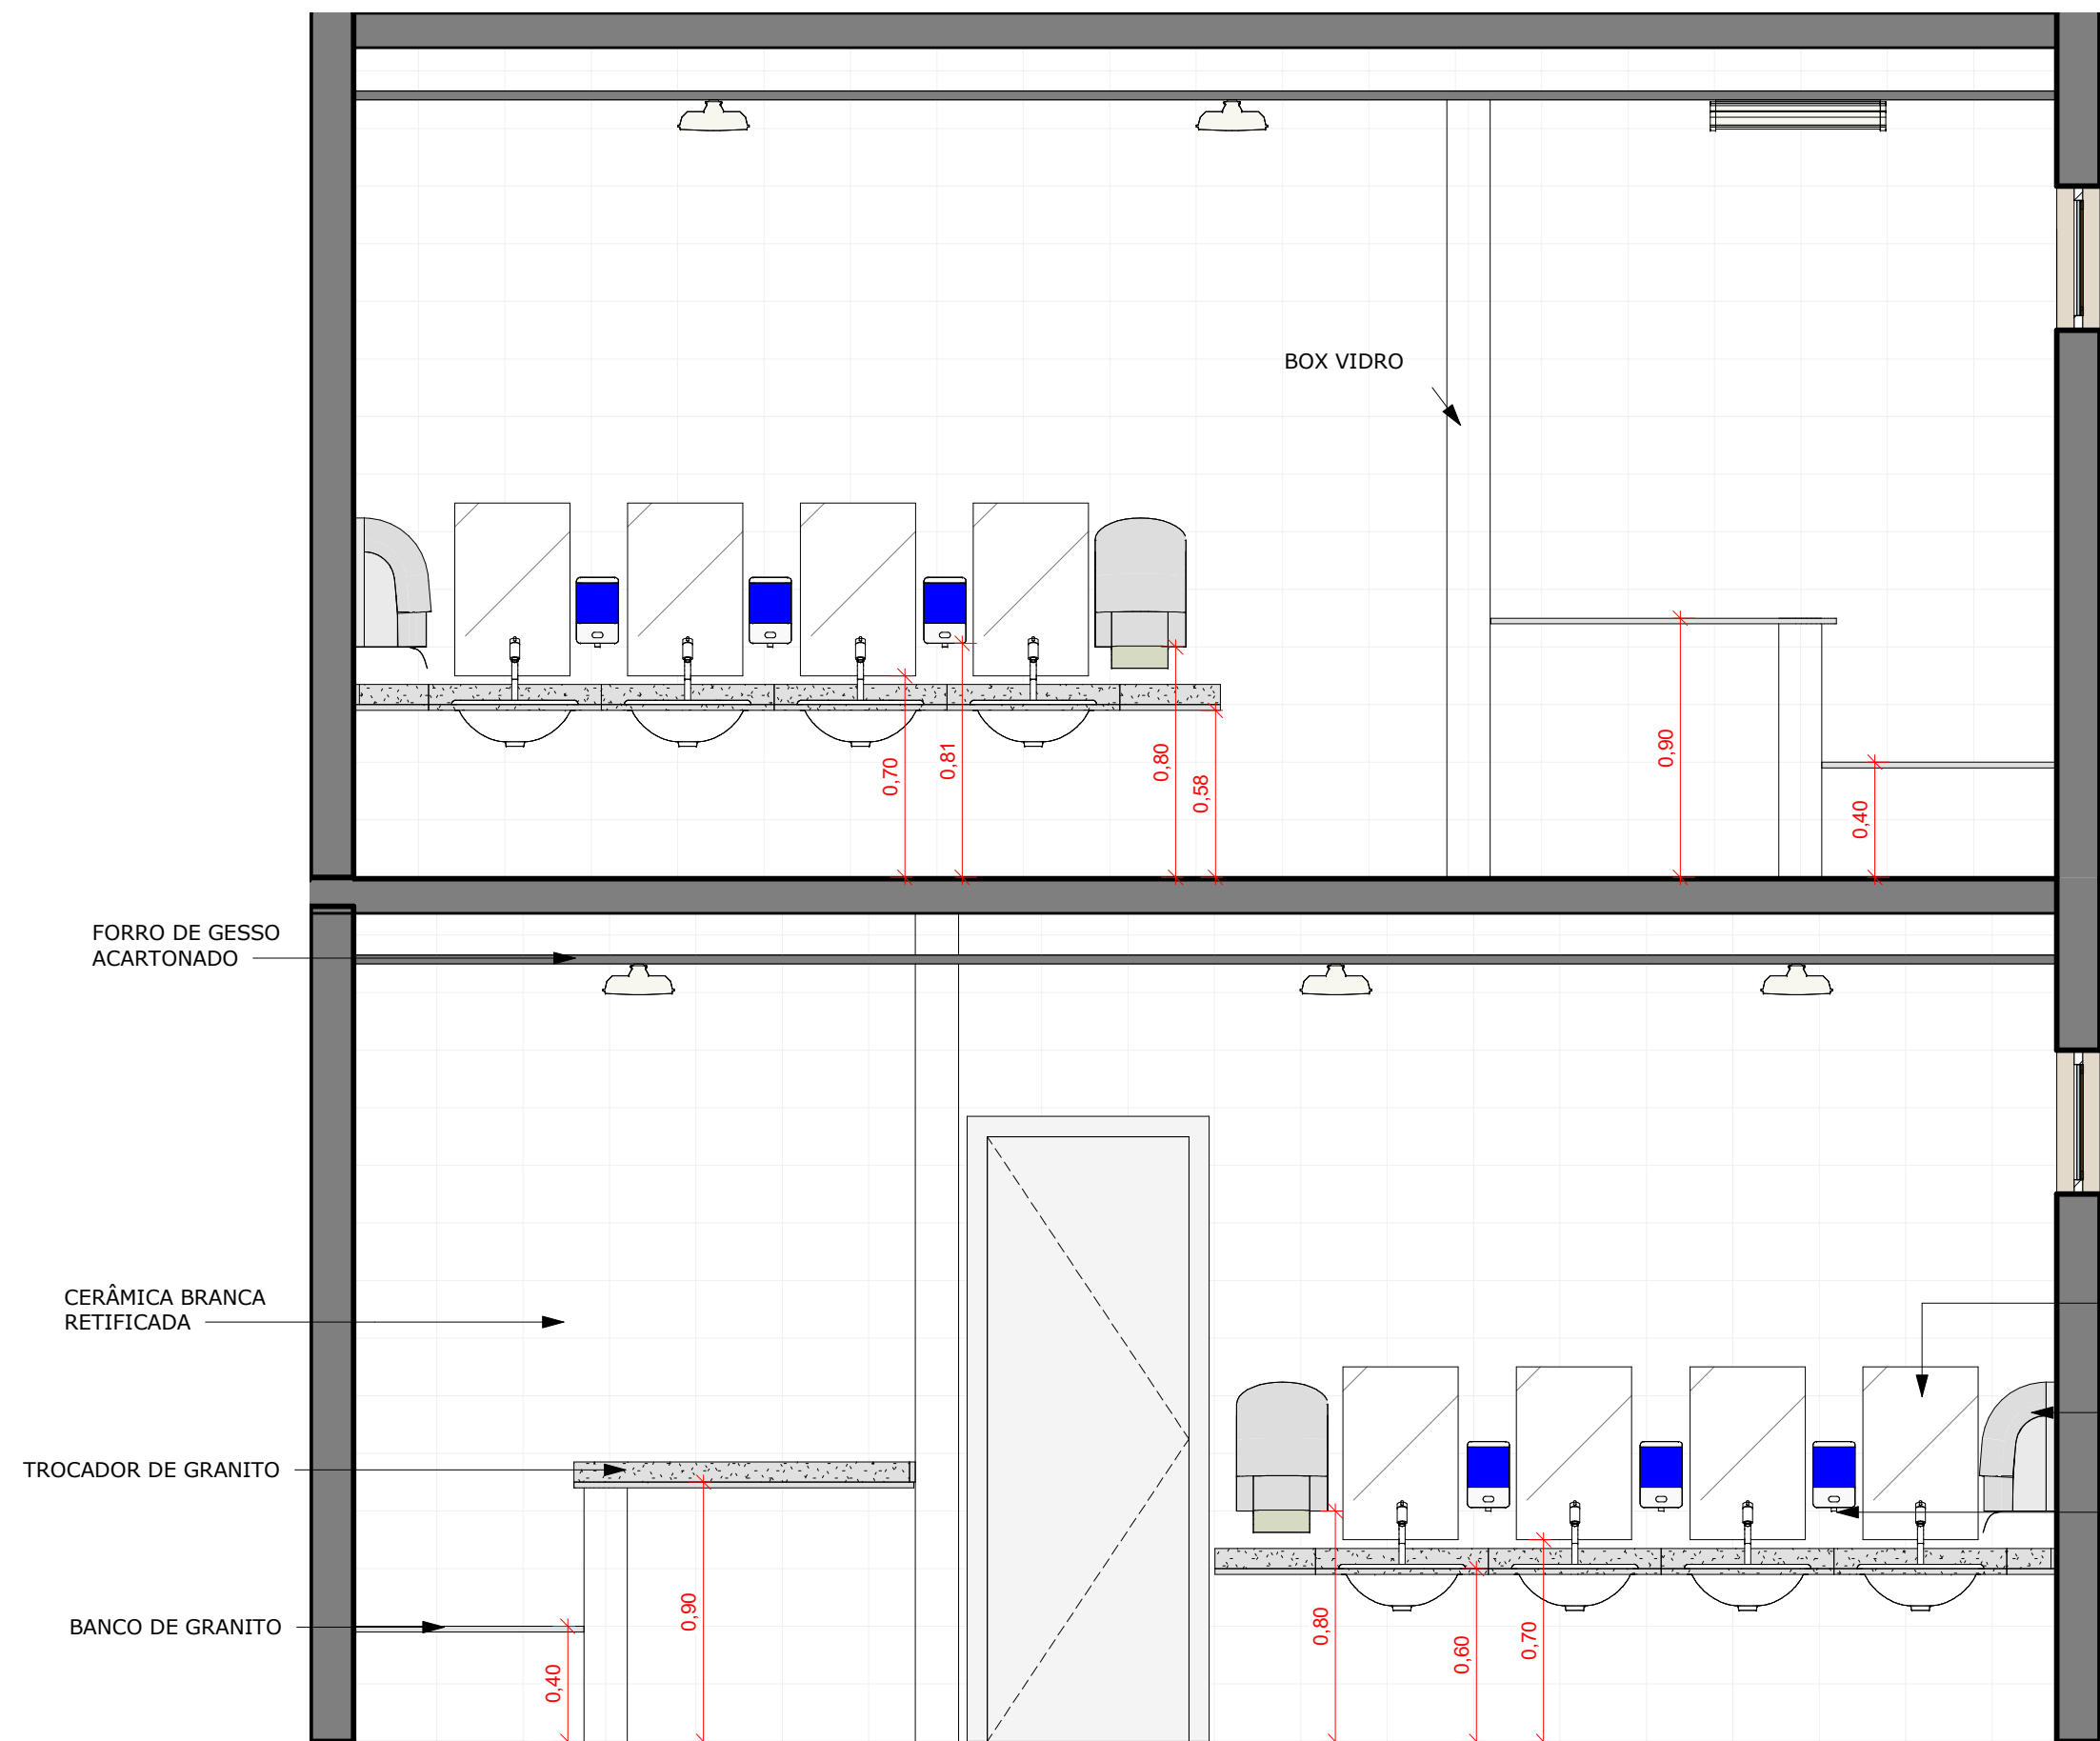 BOX VIDRO
0,70
0,81
0,80
0,58
0,90
0,40
FORRO DE GESSO
ACARTONADO
CERÂMICA BRANCA
RETIFICADA
TROCADOR DE GRANITO
BANCO DE GRANITO
0,40
0,90
0,80
0,60
0,70